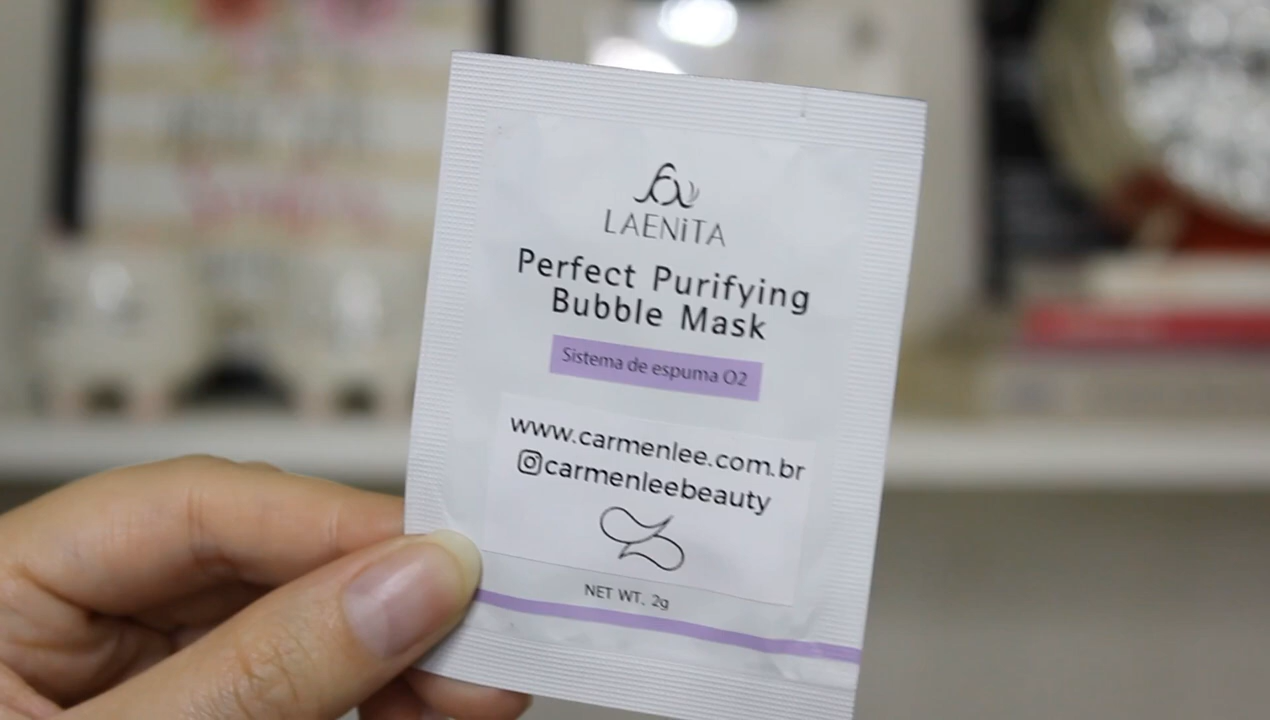 LAENiTA
Perfect Purifying
Bubble Mask
Sistema de espuma O2
www.carmenlee.com.br
carmenleebeauty
NET WT. 2g